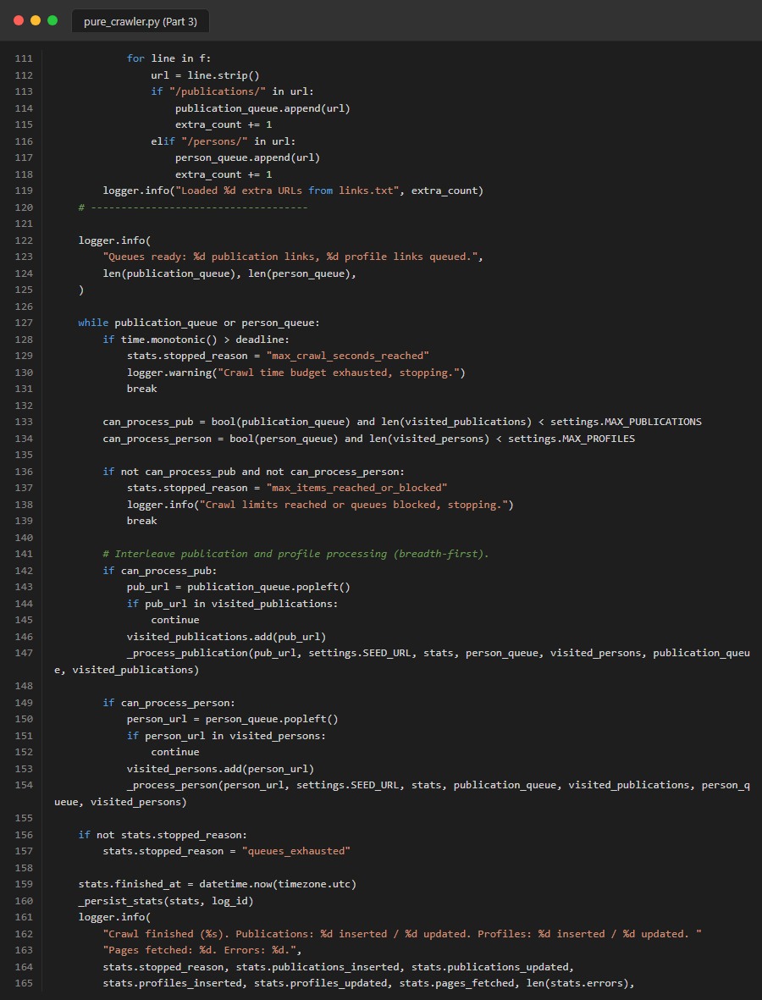 pure_crawler.py (Part 3)
111             for line in f:
112                 url = line.strip()
113                 if "/publications/" in url:
114                     publication_queue.append(url)
115                     extra_count += 1
116                 elif "/persons/" in url:
117                     person_queue.append(url)
118                     extra_count += 1
119         logger.info("Loaded %d extra URLs from links.txt", extra_count)
120     # ------------------------------------
121
122     logger.info(
123         "Queues ready: %d publication links, %d profile links queued.",
124         len(publication_queue), len(person_queue),
125     )
126
127     while publication_queue or person_queue:
128         if time.monotonic() > deadline:
129             stats.stopped_reason = "max_crawl_seconds_reached"
130             logger.warning("Crawl time budget exhausted, stopping.")
131             break
132
133         can_process_pub = bool(publication_queue) and len(visited_publications) < settings.MAX_PUBLICATIONS
134         can_process_person = bool(person_queue) and len(visited_persons) < settings.MAX_PROFILES
135
136         if not can_process_pub and not can_process_person:
137             stats.stopped_reason = "max_items_reached_or_blocked"
138             logger.info("Crawl limits reached or queues blocked, stopping.")
139             break
140
141         # Interleave publication and profile processing (breadth-first).
142         if can_process_pub:
143             pub_url = publication_queue.popleft()
144             if pub_url in visited_publications:
145                 continue
146             visited_publications.add(pub_url)
147             _process_publication(pub_url, settings.SEED_URL, stats, person_queue, visited_persons, publication_queu
e, visited_publications)
148
149         if can_process_person:
150             person_url = person_queue.popleft()
151             if person_url in visited_persons:
152                 continue
153             visited_persons.add(person_url)
154             _process_person(person_url, settings.SEED_URL, stats, publication_queue, visited_publications, person_q
ueue, visited_persons)
155
156     if not stats.stopped_reason:
157         stats.stopped_reason = "queues_exhausted"
158
159     stats.finished_at = datetime.now(timezone.utc)
160     _persist_stats(stats, log_id)
161     logger.info(
162         "Crawl finished (%s). Publications: %d inserted / %d updated. Profiles: %d inserted / %d updated. "
163         "Pages fetched: %d. Errors: %d.",
164         stats.stopped_reason, stats.publications_inserted, stats.publications_updated,
165         stats.profiles_inserted, stats.profiles_updated, stats.pages_fetched, len(stats.errors),